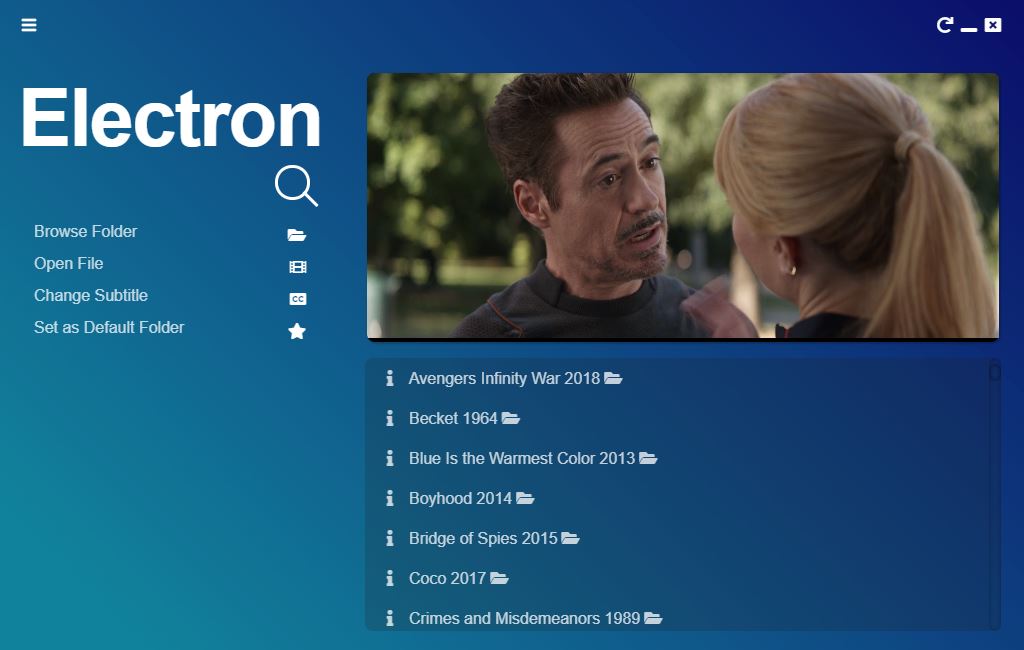 Electron
Browse Folder
Open File
Change Subtitle
CC
Set as Default Folder
Avengers Infinity War 2018
Becket 1964
Blue Is the Warmest Color 2013
Boyhood 2014
Bridge of Spies 2015
Coco 2017
Crimes and Misdemeanors 1989